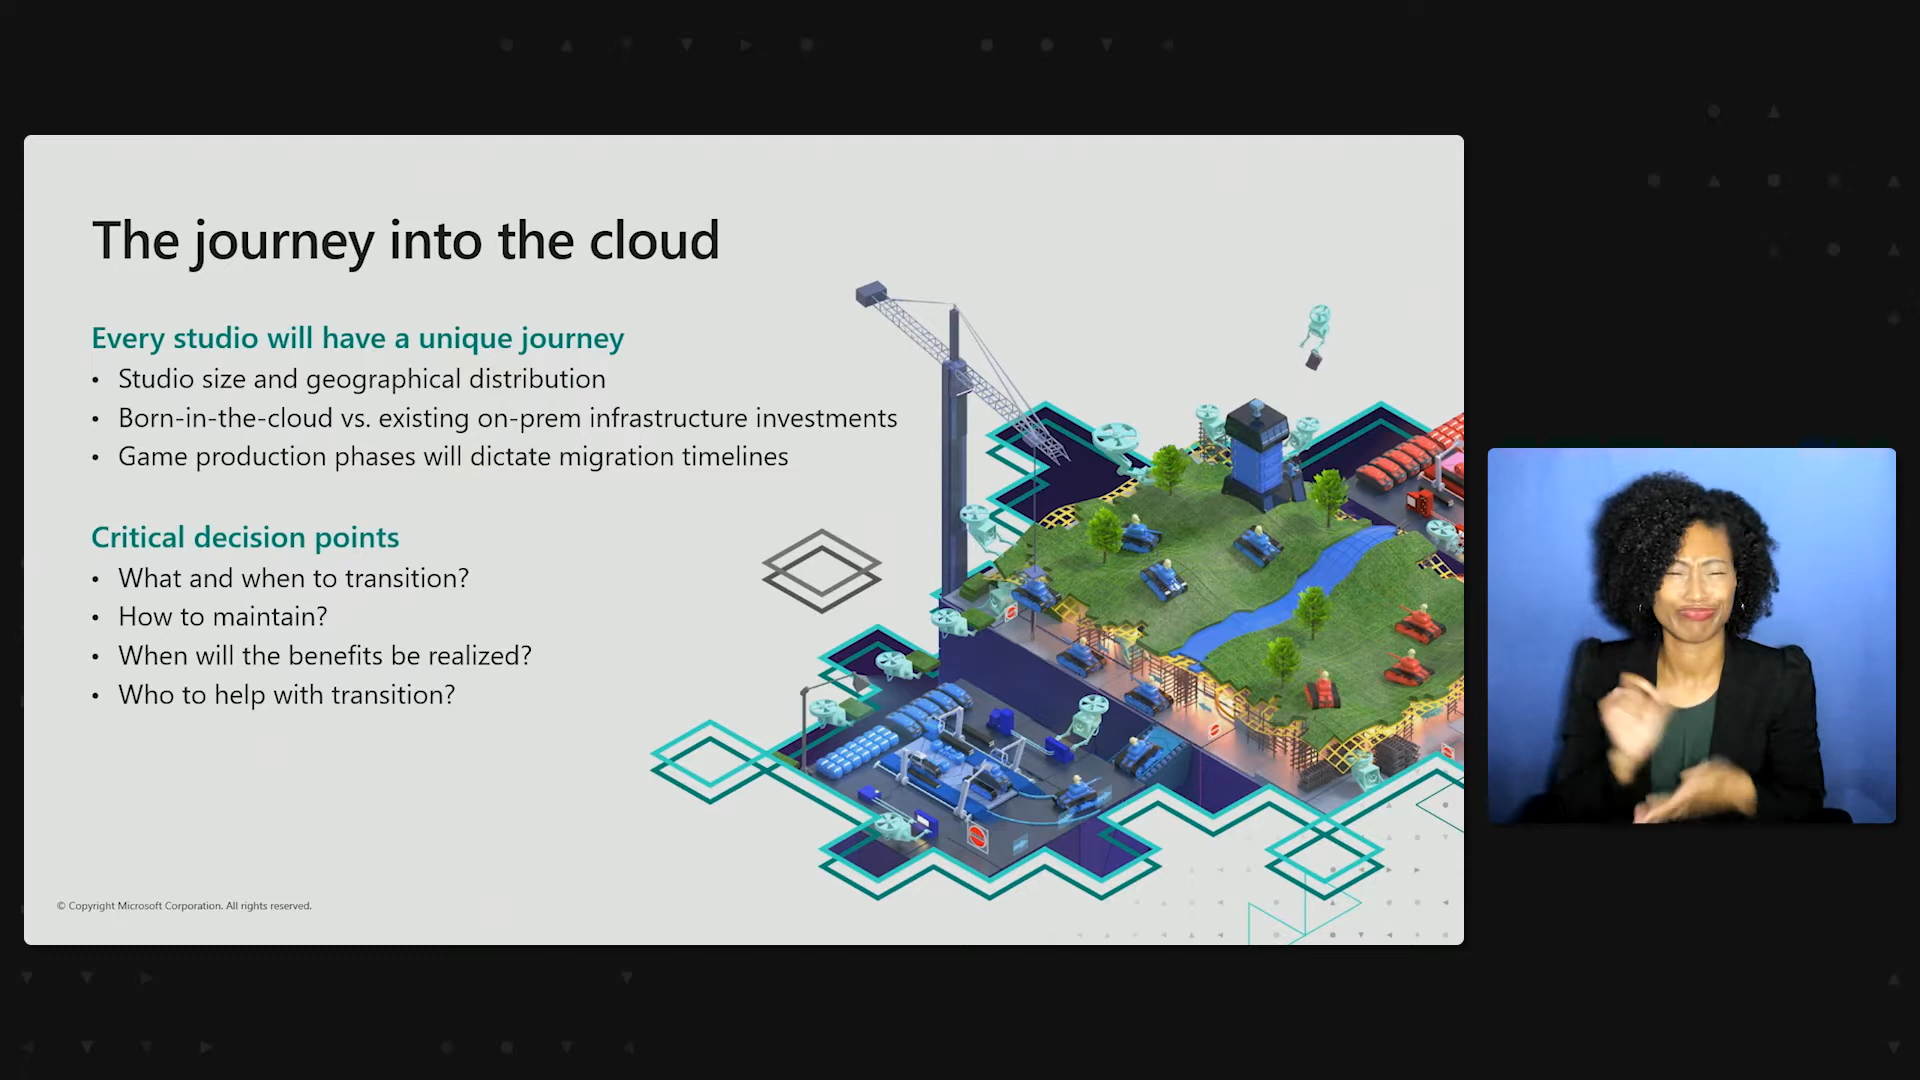 The journey into the cloud
Every studio will have a unique journey
• Studio size and geographical distribution
• Born-in-the-cloud vs. existing on-prem infrastructure investments
• Game production phases will dictate migration timelines
Critical decision points
• What and when to transition?
• How to maintain?
• When will the benefits be realized?
• Who to help with transition?
© Copyright Microsoft Corporation. All rights reserved.